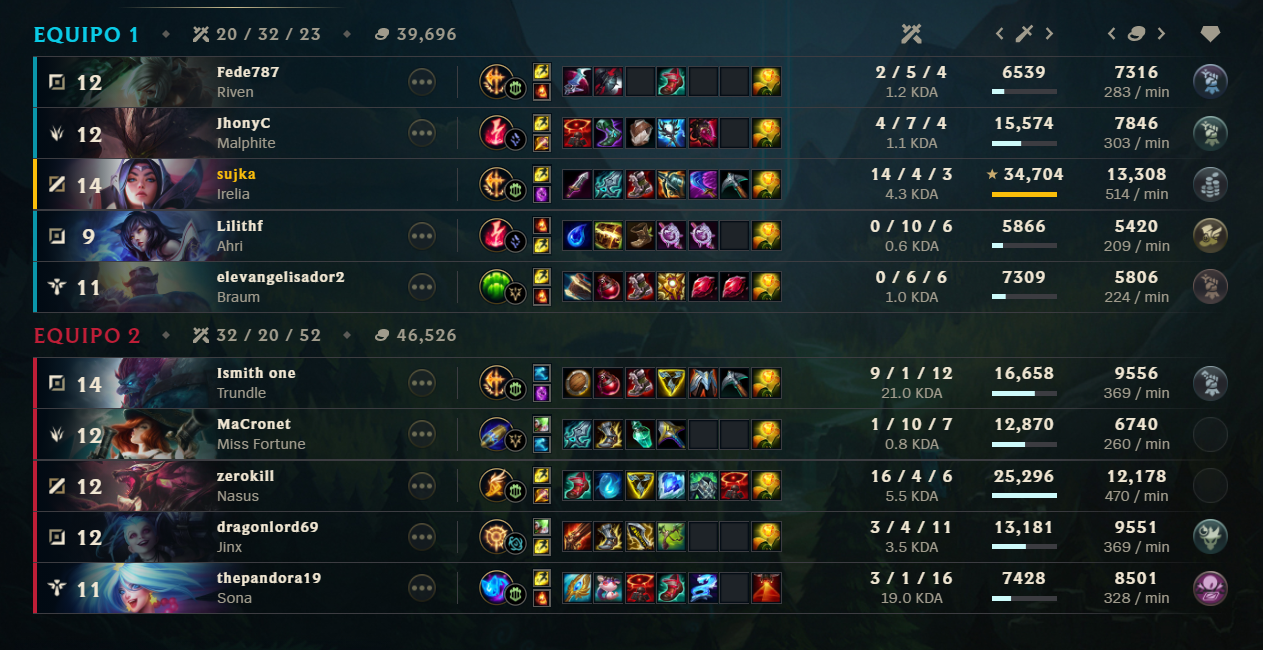 EQUIPO 1 20 / 32 / 23 39,696
12 Fede787 2 / 5 / 4 6539 7316
Riven 1.2 KDA 283 / min
12 JhonyC 4 / 7 / 4 15,574 7846
Malphite 1.1 KDA 303 / min
14 sujka 14 / 4 / 3 34,704 13,308
Irelia 4.3 KDA 514 / min
9 Lilithf 0 / 10 / 6 5866 5420
Ahri 0.6 KDA 209 / min
11 elevangelisador2 0 / 6 / 6 7309 5806
Braum 1.0 KDA 224 / min
EQUIPO 2 32 / 20 / 52 46,526
14 Ismith one 9 / 1 / 12 16,658 9556
Trundle 21.0 KDA 369 / min
12 MaCronet 1 / 10 / 7 12,870 6740
Miss Fortune 0.8 KDA 260 / min
12 zerokill 16 / 4 / 6 25,296 12,178
Nasus 5.5 KDA 470 / min
12 dragonlord69 3 / 4 / 11 13,181 9551
Jinx 3.5 KDA 369 / min
11 thepandora19 3 / 1 / 16 7428 8501
Sona 19.0 KDA 328 / min